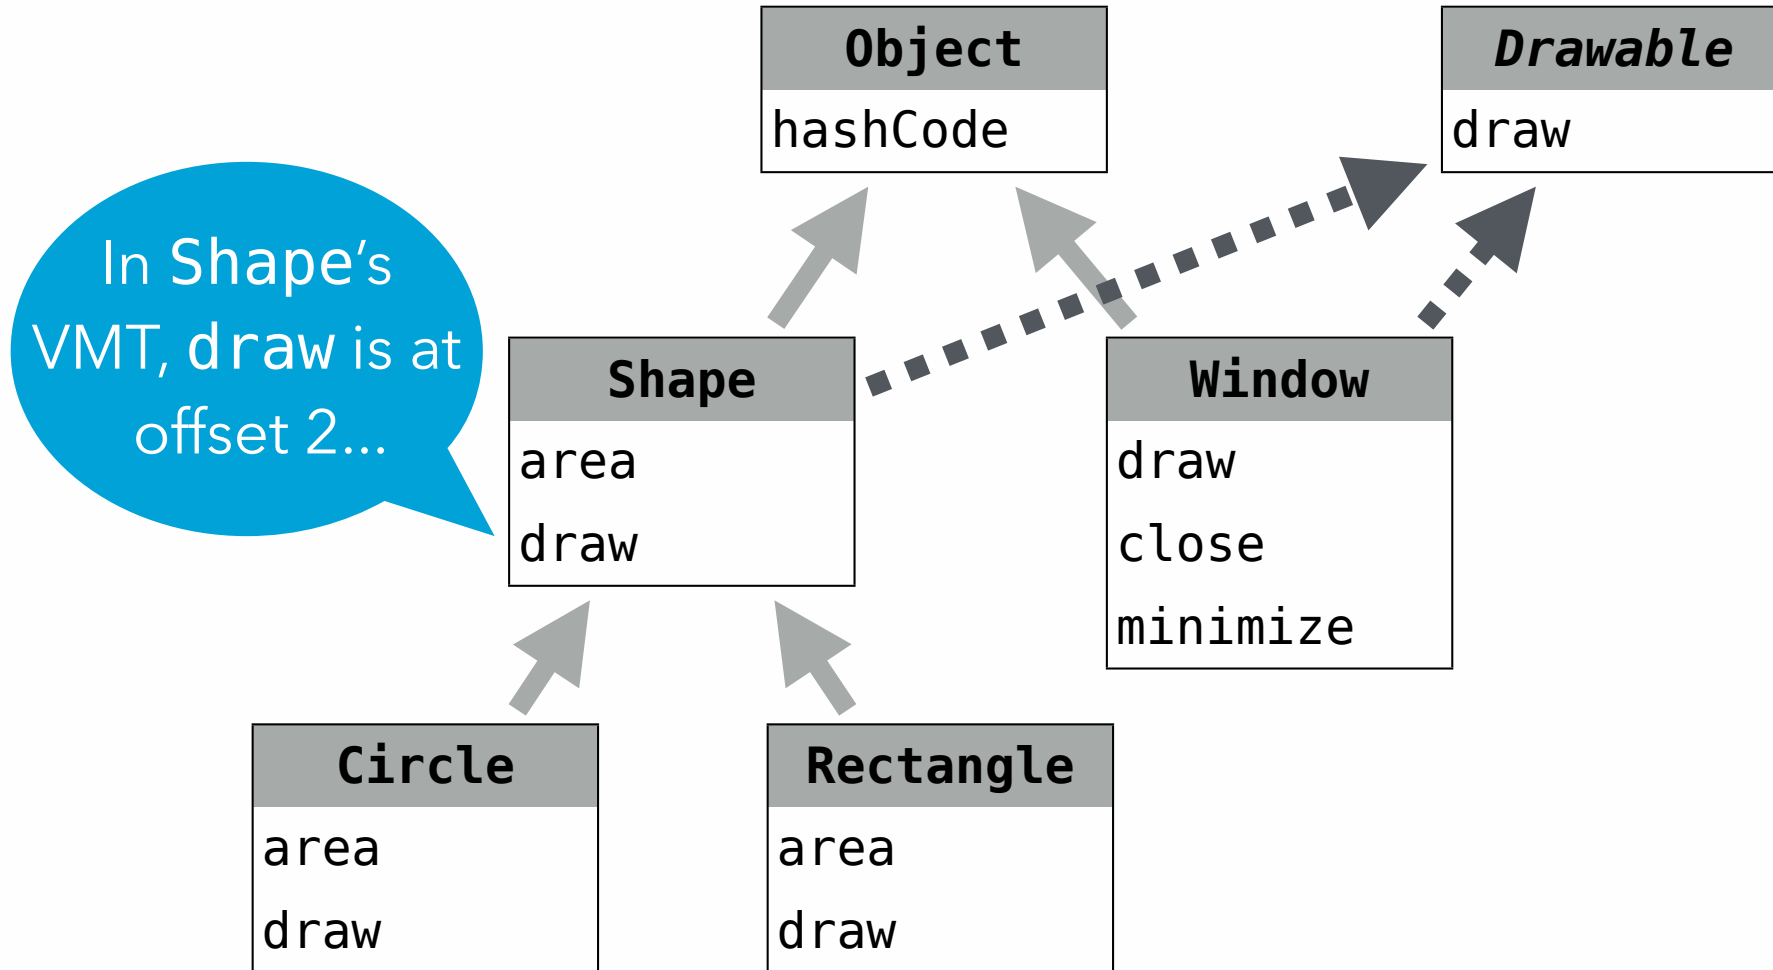 Object
hashCode
Drawable
draw
In Shape's
VMT, draw is at
offset 2...
Shape
area
draw
Window
draw
close
minimize
Circle
area
draw
Rectangle
area
draw